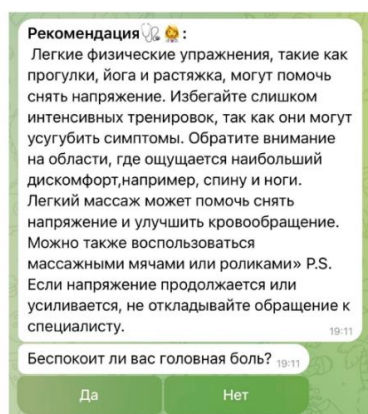 Рекомендация🩺👩‍⚕️:
Легкие физические упражнения, такие как
прогулки, йога и растяжка, могут помочь
снять напряжение. Избегайте слишком
интенсивных тренировок, так как они могут
усугубить симптомы. Обратите внимание
на области, где ощущается наибольший
дискомфорт,например, спину и ноги.
Легкий массаж может помочь снять
напряжение и улучшить кровообращение.
Можно также воспользоваться
массажными мячами или роликами» P.S.
Если напряжение продолжается или
усиливается, не откладывайте обращение к
специалисту.
19:11
Беспокоит ли вас головная боль? 19:11
Да
Нет